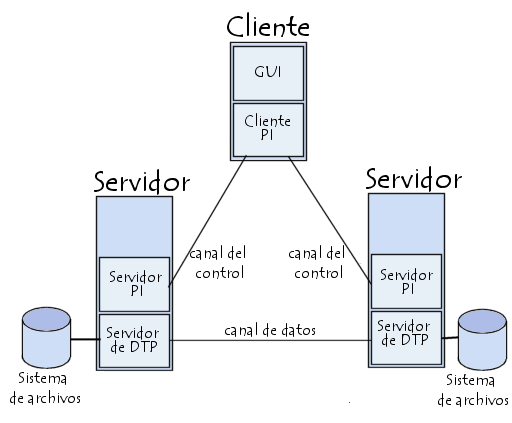 Cliente
GUI
Cliente
PI
Servidor
Servidor
canal del
control
canal del
control
Servidor
PI
Servidor
PI
Servidor
de DTP
canal de datos
Servidor
de DTP
Sistema
de archivos
Sistema
de archivos